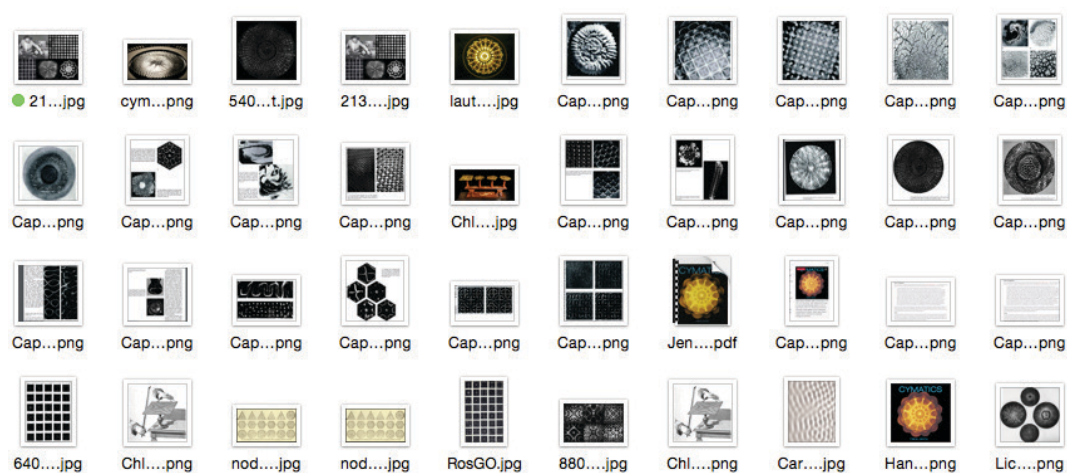 21...jpg cym...png 540...t.jpg 213....jpg laut....jpg Cap...png Cap...png Cap...png Cap...png Cap...png
Cap...png Cap...png Cap...png Cap...png Chl....jpg Cap...png Cap...png Cap...png Cap...png Cap...png
CYMATICS
Cap...png Cap...png Cap...png Cap...png Cap...png Cap...png Jen....pdf Cap...png Cap...png Cap...png
CYMATICS
640....jpg Chl....png nod....jpg nod....jpg RosGO.jpg 880....jpg Chl....png Car....jpg Han....png Lic....png